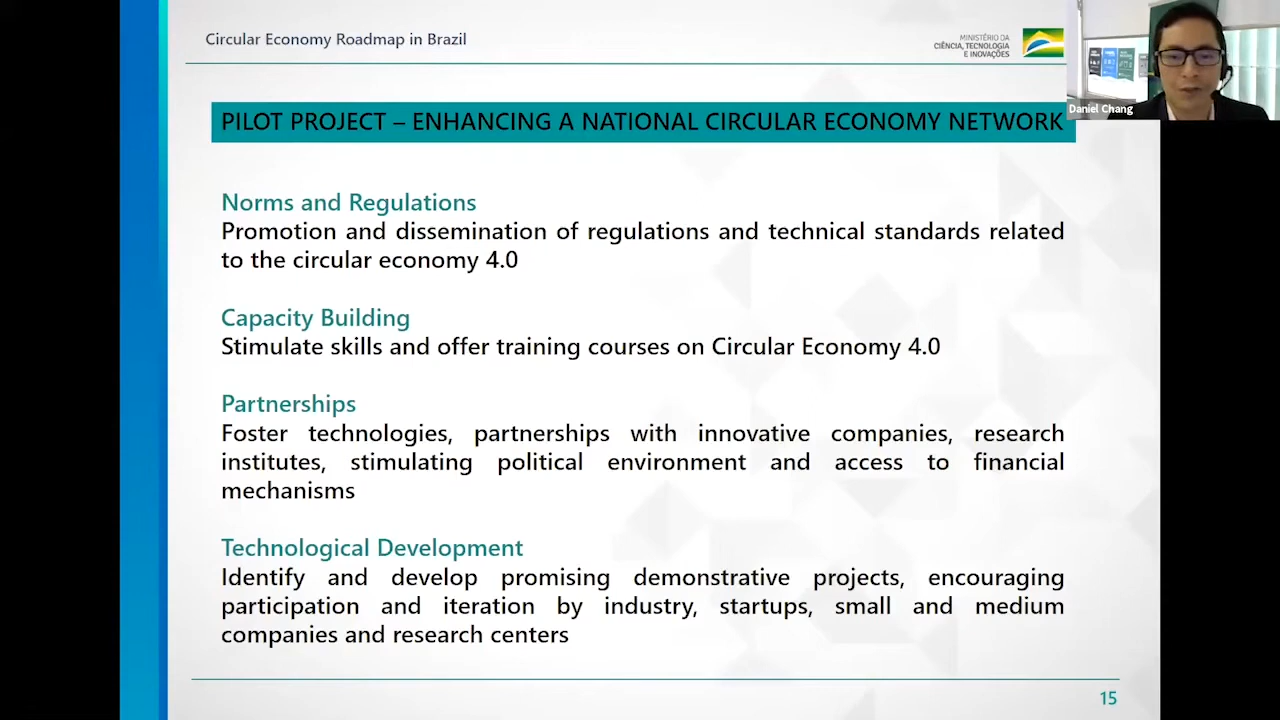 Circular Economy Roadmap in Brazil
MINISTÉRIO DA
CIÊNCIA, TECNOLOGIA
E INOVAÇÕES
Daniel Chang
PILOT PROJECT – ENHANCING A NATIONAL CIRCULAR ECONOMY NETWORK
Norms and Regulations
Promotion and dissemination of regulations and technical standards related
to the circular economy 4.0
Capacity Building
Stimulate skills and offer training courses on Circular Economy 4.0
Partnerships
Foster technologies, partnerships with innovative companies, research
institutes, stimulating political environment and access to financial
mechanisms
Technological Development
Identify and develop promising demonstrative projects, encouraging
participation and iteration by industry, startups, small and medium
companies and research centers
15